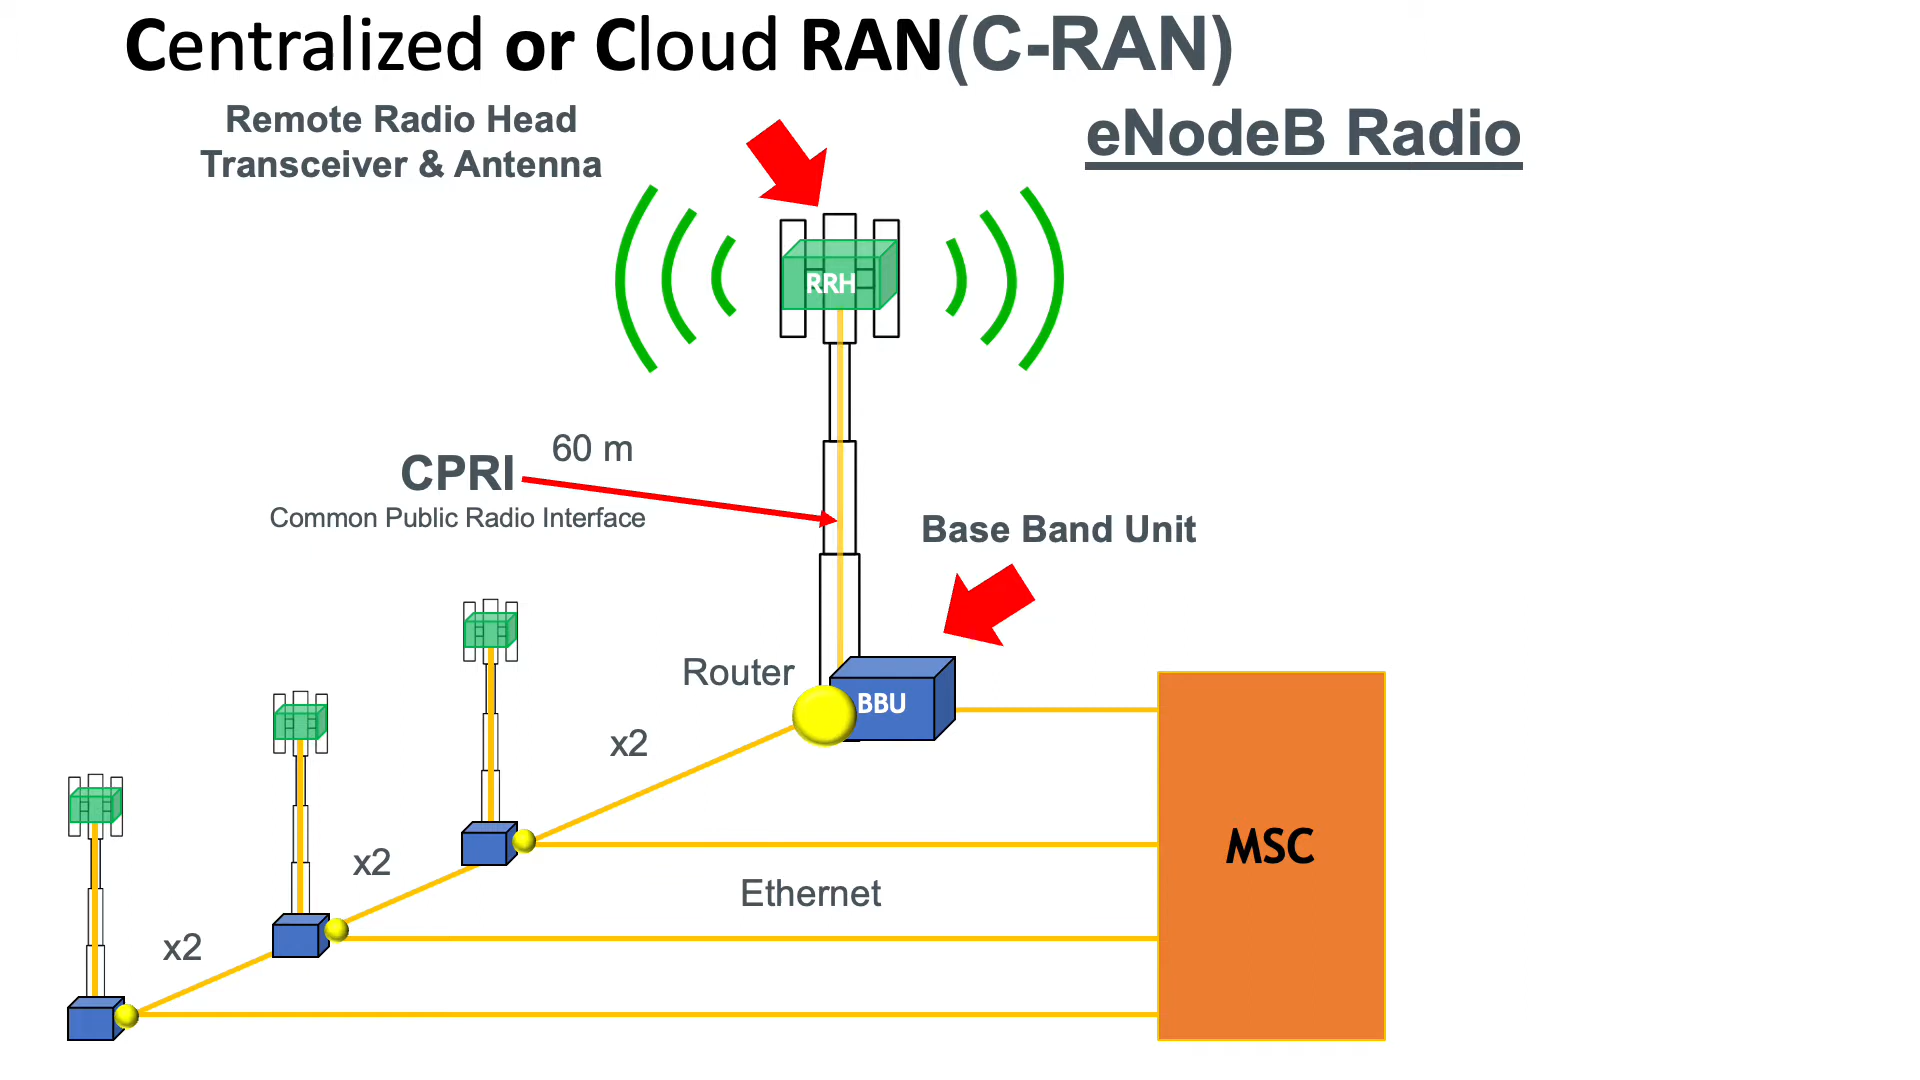 Centralized or Cloud RAN(C-RAN)
Remote Radio Head
Transceiver & Antenna
eNodeB Radio
RRH
60 m
CPRI
Common Public Radio Interface
Base Band Unit
Router
BBU
x2
MSC
x2
Ethernet
x2